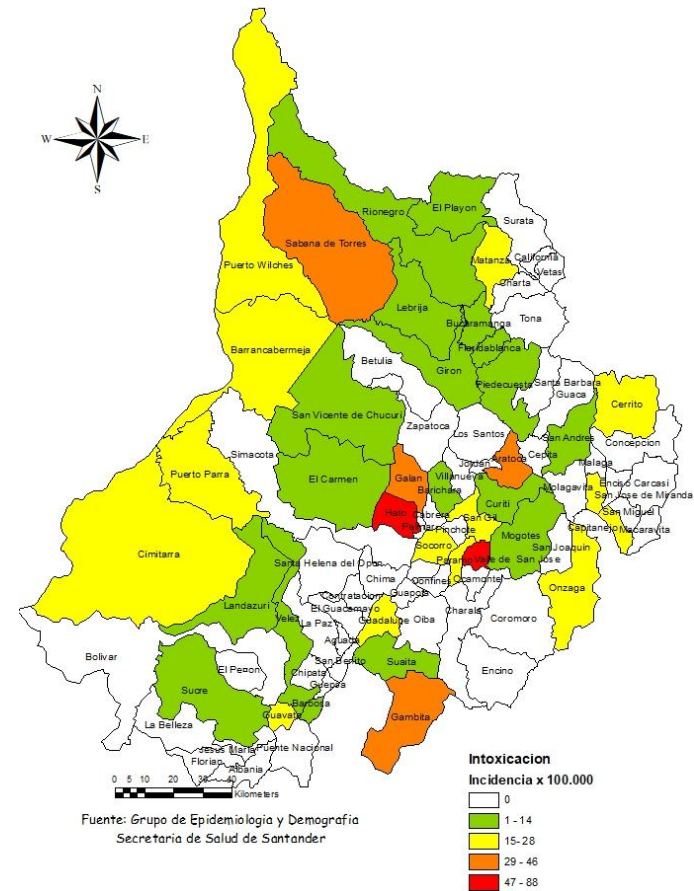 N
W
E
S
Rionegro
El Playon
Surata
Sabana de Torres
Puerto Wilches
Matanza
California
Vetas
Charta
Lebrija
Tona
Bucaramanga
Barrancabermeja
Floridablanca
Betulia
Giron
Piedecuesta
Santa Barbara
Guaca
Cerrito
San Vicente de Chucuri
Zapatoca
Los Santos
San Andres
Concepcion
Simacota
Cepita
Malaga
Jordan
Aratoca
Puerto Parra
El Carmen
Galan
Villanueva
Barichara
Molagavita
Enciso
Carcasi
San Jose de Miranda
Curiti
Hato
Cabrera
San Gil
San Miguel
Palmar
Pinchote
Capitanejo
Macaravita
Mogotes
Cimitarra
Socorro
San Joaquin
Paramo
Valle de San Jose
Santa Helena del Opon
Chima
Confines
Ocamonte
Onzaga
Contratacion
Guapota
Landazuri
El Guacamayo
Charala
Velez
La Paz
Guadalupe
Oiba
Coromoro
Aguada
Bolivar
San Benito
Suaita
El Penon
Chipata
Encino
Guepsa
Sucre
Barbosa
Guavata
Gambita
La Belleza
Jesus Maria
Puente Nacional
Florian
Albania
0 5 10 20 30 40
Kilometers
Fuente: Grupo de Epidemiologia y Demografia
Secretaria de Salud de Santander
Intoxicacion
Incidencia x 100.000
0
1 - 14
15- 28
29 - 46
47 - 88